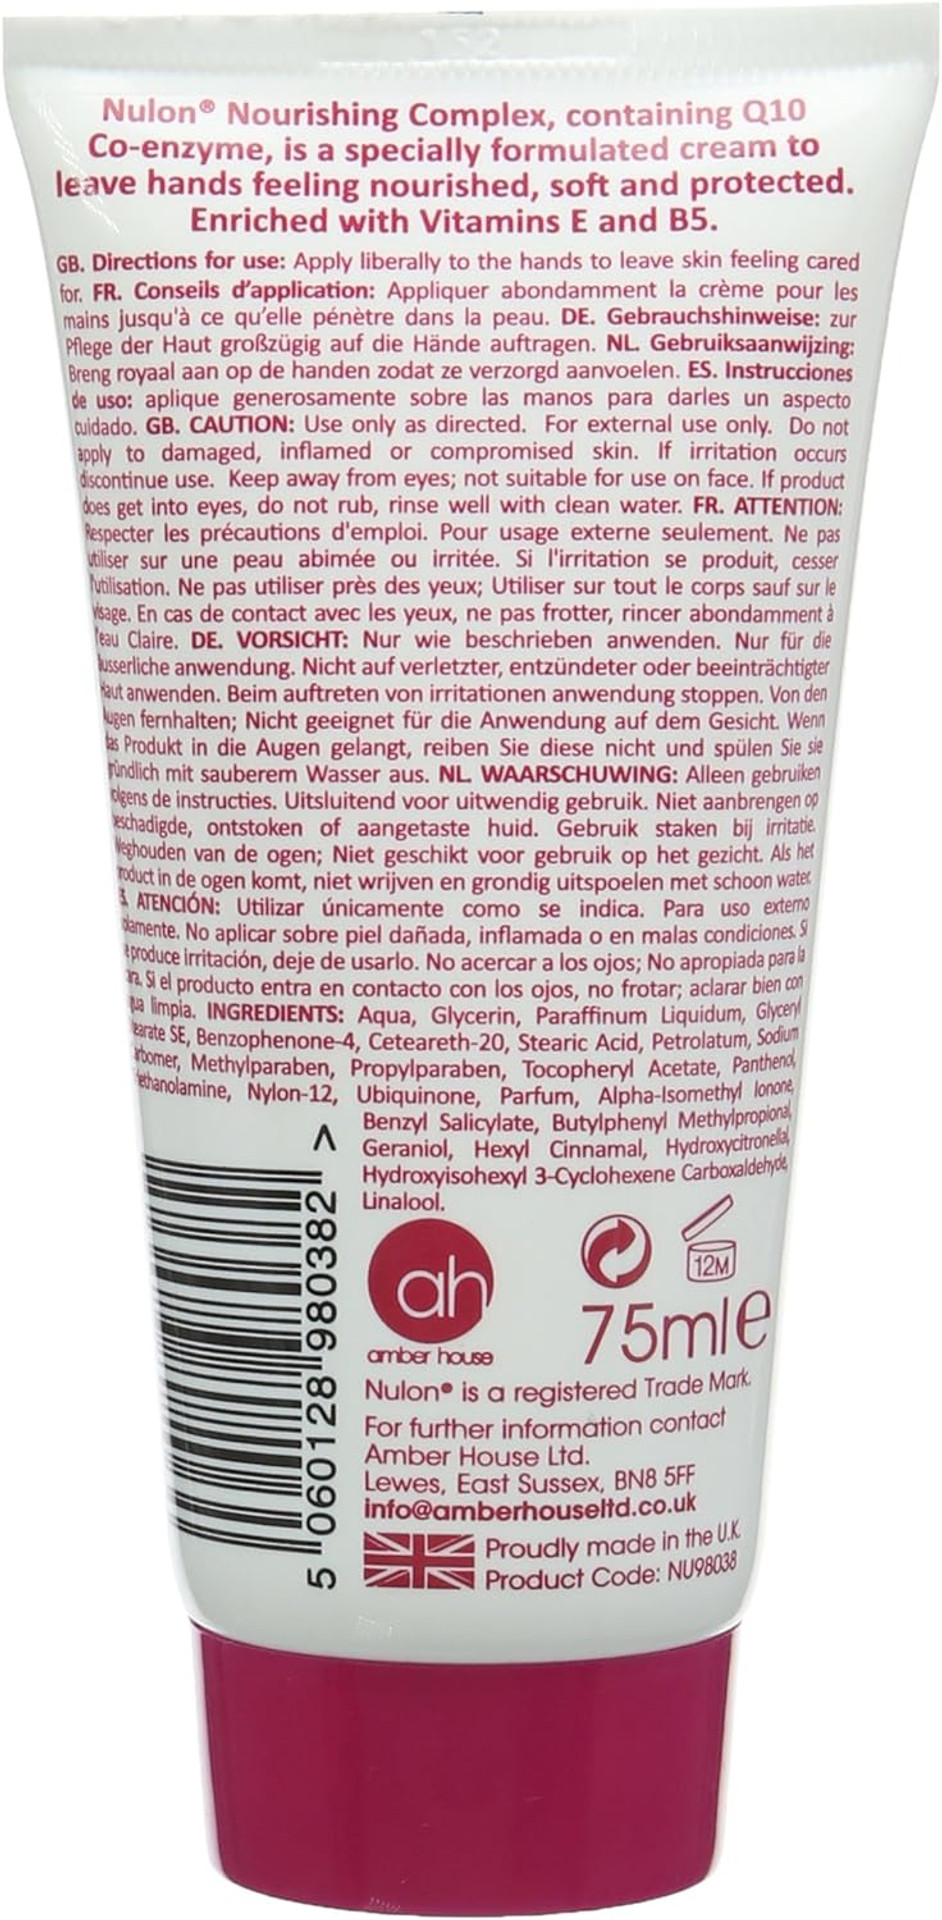 Nulon® Nourishing Complex, containing Q10
Co-enzyme, is a specially formulated cream to
leave hands feeling nourished, soft and protected.
Enriched with Vitamins E and B5.
GB. Directions for use: Apply liberally to the hands to leave skin feeling cared
for. FR. Conseils d'application: Appliquer abondamment la crème pour les
mains jusqu'à ce qu'elle pénètre dans la peau. DE. Gebrauchshinweise: zur
Pflege der Haut großzügig auf die Hände auftragen. NL. Gebruiksaanwijzing:
Breng royaal aan op de handen zodat ze verzorgd aanvoelen. ES. Instrucciones
de uso: aplique generosamente sobre las manos para darles un aspecto
cuidado. GB. CAUTION: Use only as directed. For external use only. Do not
apply to damaged, inflamed or compromised skin. If irritation occurs
discontinue use. Keep away from eyes; not suitable for use on face. If product
does get into eyes, do not rub, rinse well with clean water. FR. ATTENTION:
Respecter les précautions d'emploi. Pour usage externe seulement. Ne pas
utiliser sur une peau abimée ou irritée. Si l'irritation se produit, cesser
l'utilisation. Ne pas utiliser près des yeux; Utiliser sur tout le corps sauf sur le
visage. En cas de contact avec les yeux, ne pas frotter, rincer abondamment à
l'eau Claire. DE. VORSICHT: Nur wie beschrieben anwenden. Nur für die
usserliche anwendung. Nicht auf verletzter, entzündeter oder beeinträchtigter
Haut anwenden. Beim auftreten von irritationen anwendung stoppen. Von den
Augen fernhalten; Nicht geeignet für die Anwendung auf dem Gesicht. Wenn
das Produkt in die Augen gelangt, reiben Sie diese nicht und spülen Sie sie
gründlich mit sauberem Wasser aus. NL. WAARSCHUWING: Alleen gebruiken
olgens de instructies. Uitsluitend voor uitwendig gebruik. Niet aanbrengen op
eschadigde, ontstoken of aangetaste huid. Gebruik staken bij irritatie.
Weghouden van de ogen; Niet geschikt voor gebruik op het gezicht. Als het
roduct in de ogen komt, niet wrijven en grondig uitspoelen met schoon water.
S. ATENCIÓN: Utilizar únicamente como se indica. Para uso externo
olamente. No aplicar sobre piel dañada, inflamada o en malas condiciones. Si
e produce irritación, deje de usarlo. No acercar a los ojos; No apropiada para la
ara. Si el producto entra en contacto con los ojos, no frotar; aclarar bien con
gua limpia. INGREDIENTS: Aqua, Glycerin, Paraffinum Liquidum, Glyceryl
earate SE, Benzophenone-4, Ceteareth-20, Stearic Acid, Petrolatum, Sodium
arbomer, Methylparaben, Propylparaben, Tocopheryl Acetate, Panthenol,
iethanolamine, Nylon-12, Ubiquinone, Parfum, Alpha-Isomethyl Ionone,
Benzyl Salicylate, Butylphenyl Methylpropional,
Geraniol, Hexyl Cinnamal, Hydroxycitronellal,
Hydroxyisohexyl 3-Cyclohexene Carboxaldehyde,
Linalool.
5 060128 980382 >
ah
amber house
12M
75ml e
Nulon® is a registered Trade Mark.
For further information contact
Amber House Ltd.
Lewes, East Sussex, BN8 5FF
info@amberhouseltd.co.uk
Proudly made in the U.K.
Product Code: NU98038